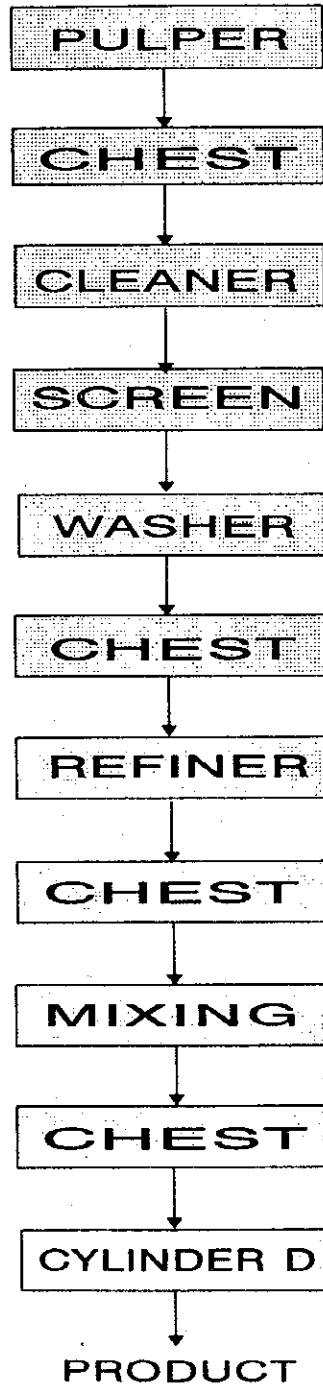 PULPER
CHEST
CLEANER
SCREEN
WASHER
CHEST
REFINER
CHEST
MIXING
CHEST
CYLINDER D
PRODUCT